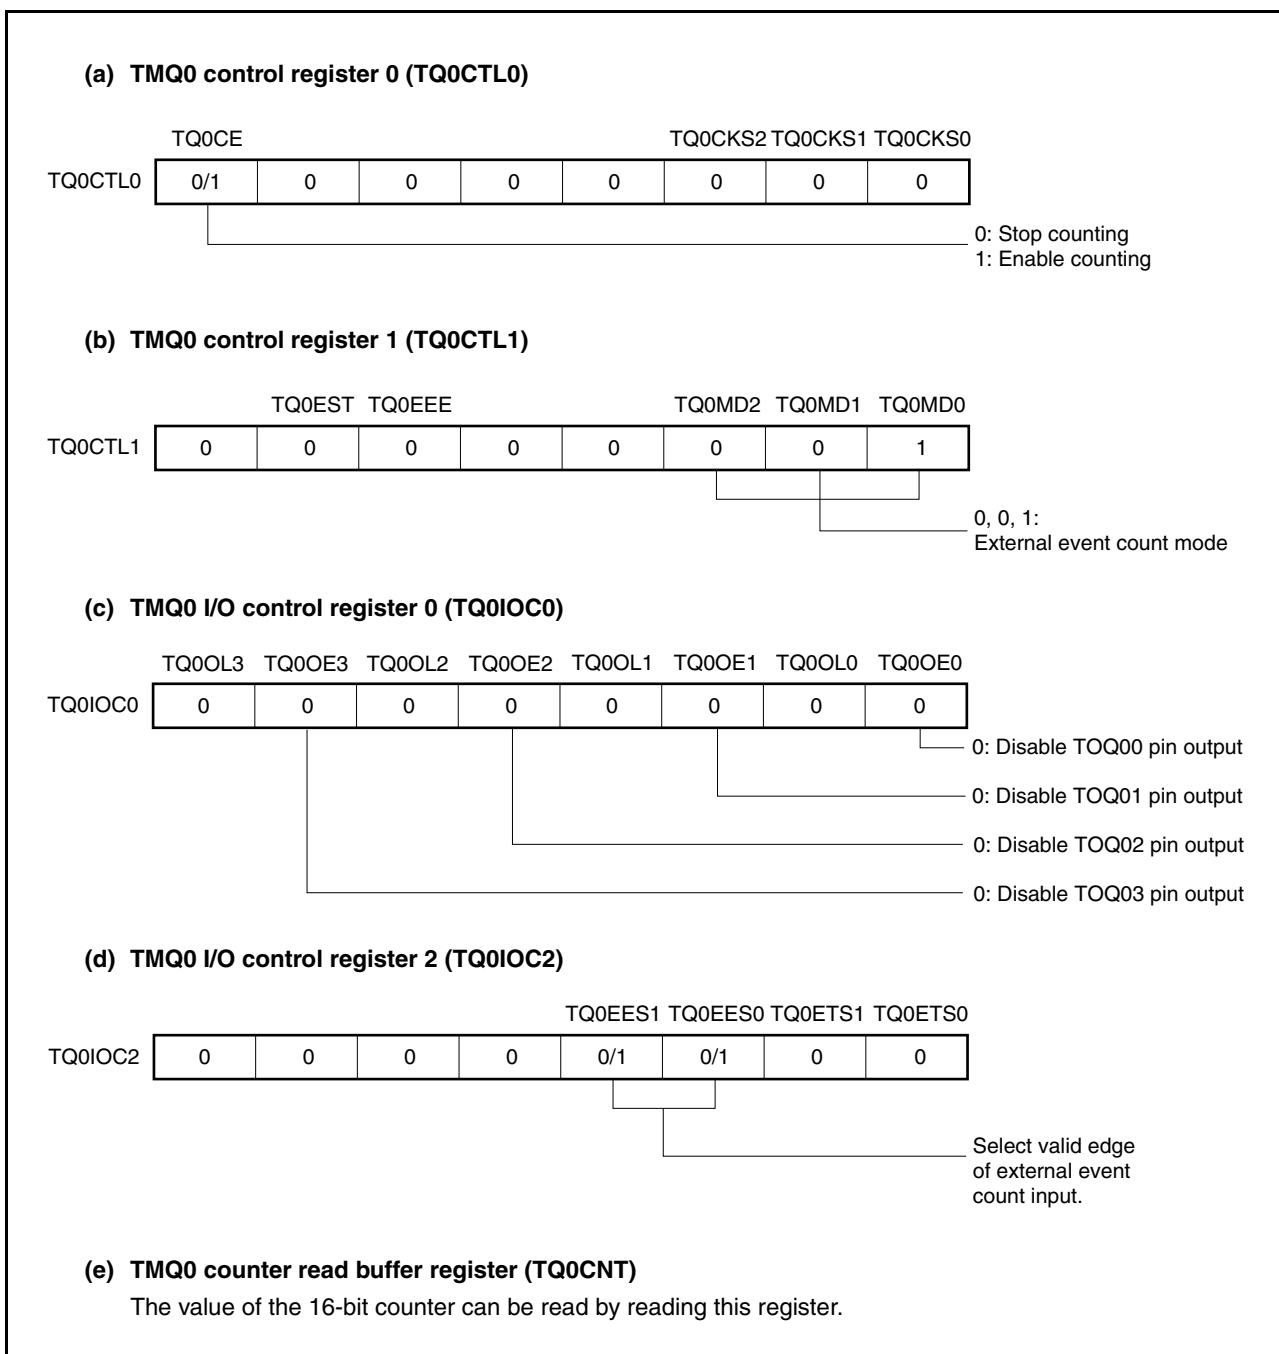 (a) TMQ0 control register 0 (TQ0CTL0)
TQ0CE TQ0CKS2 TQ0CKS1 TQ0CKS0
TQ0CTL0 0/1 0 0 0 0 0 0 0
0: Stop counting
1: Enable counting
(b) TMQ0 control register 1 (TQ0CTL1)
TQ0EST TQ0EEE TQ0MD2 TQ0MD1 TQ0MD0
TQ0CTL1 0 0 0 0 0 0 0 1
0, 0, 1:
External event count mode
(c) TMQ0 I/O control register 0 (TQ0IOC0)
TQ0OL3 TQ0OE3 TQ0OL2 TQ0OE2 TQ0OL1 TQ0OE1 TQ0OL0 TQ0OE0
TQ0IOC0 0 0 0 0 0 0 0 0
0: Disable TOQ00 pin output
0: Disable TOQ01 pin output
0: Disable TOQ02 pin output
0: Disable TOQ03 pin output
(d) TMQ0 I/O control register 2 (TQ0IOC2)
TQ0EES1 TQ0EES0 TQ0ETS1 TQ0ETS0
TQ0IOC2 0 0 0 0 0/1 0/1 0 0
Select valid edge
of external event
count input.
(e) TMQ0 counter read buffer register (TQ0CNT)
The value of the 16-bit counter can be read by reading this register.